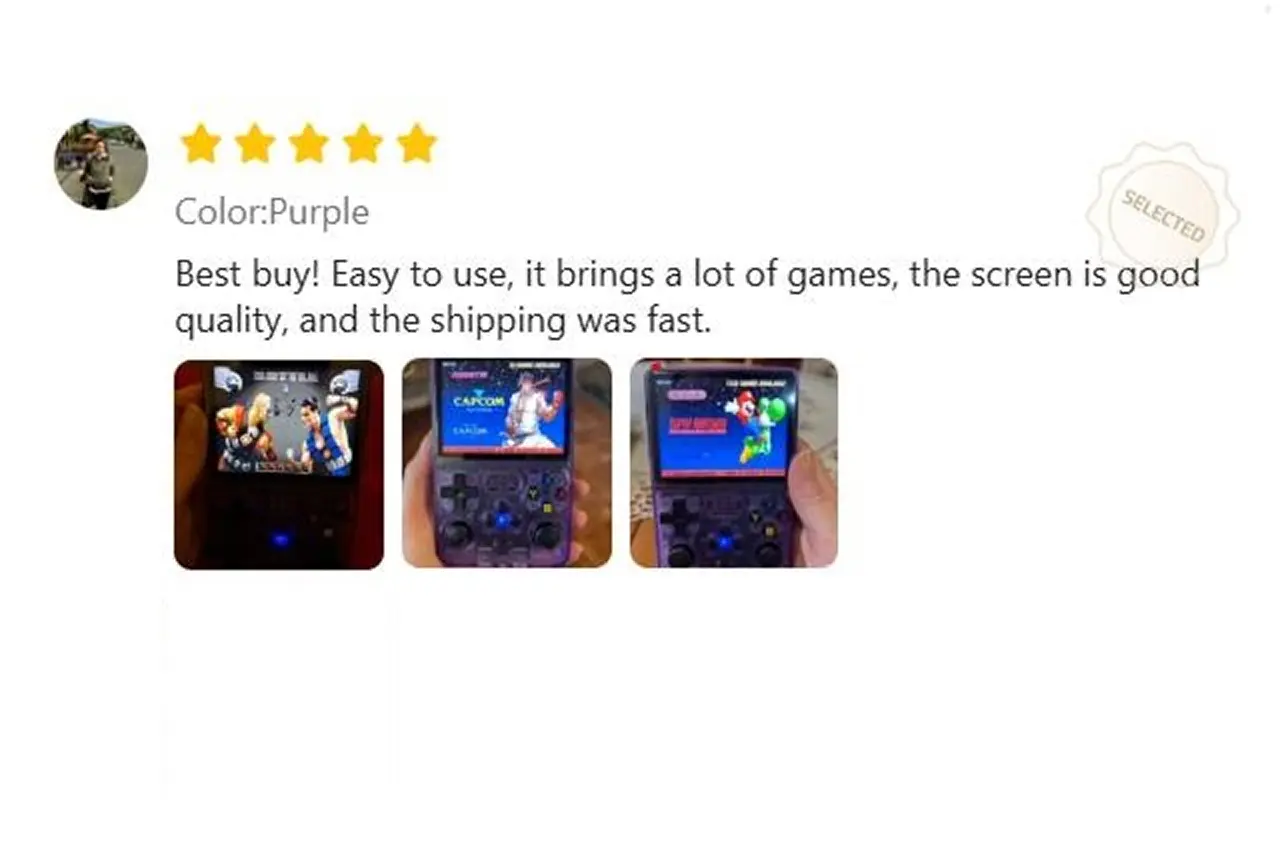 SELECTED
Color:Purple
Best buy! Easy to use, it brings a lot of games, the screen is good
quality, and the shipping was fast.
CAPCOM
CAPCOM